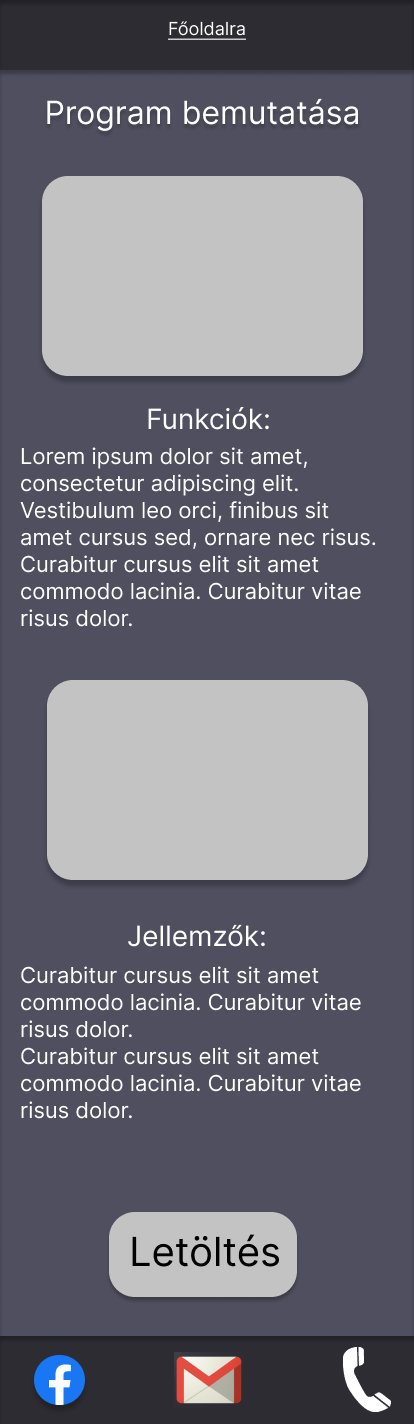 Főoldalra
Program bemutatása
Funkciók:
Lorem ipsum dolor sit amet,
consectetur adipiscing elit.
Vestibulum leo orci, finibus sit
amet cursus sed, ornare nec risus.
Curabitur cursus elit sit amet
commodo lacinia. Curabitur vitae
risus dolor.
Jellemzők:
Curabitur cursus elit sit amet
commodo lacinia. Curabitur vitae
risus dolor.
Curabitur cursus elit sit amet
commodo lacinia. Curabitur vitae
risus dolor.
Letöltés